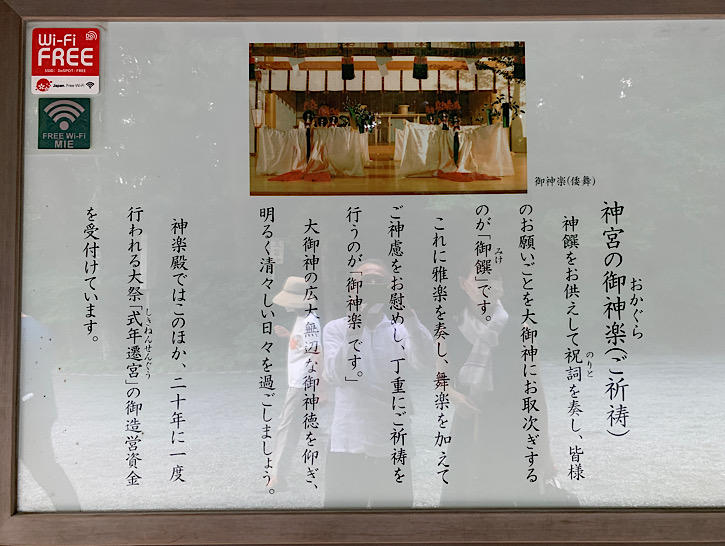 Wi-Fi
FREE
SSID : DoSPOT-FREE
Japan. Free Wi-Fi
FREE Wi-Fi
MIE
御神楽(倭舞)
おかぐら
神宮の御神楽(ご祈祷)
のりと
神饌をお供えして祝詞を奏し、皆様
のお願いごとを大御神にお取次ぎする
みけ
のが「御饌」です。
これに雅楽を奏し、舞楽を加えて
ご神慮をお慰めし、丁重にご祈祷を
行うのが「御神楽 です。」
大御神の広大無辺な御神徳を仰ぎ、
明るく清々しい日々を過ごしましょう。
神楽殿ではこのほか、二十年に一度
しきねんせんぐう
行われる大祭「式年遷宮」の御造営資金
を受付けています。